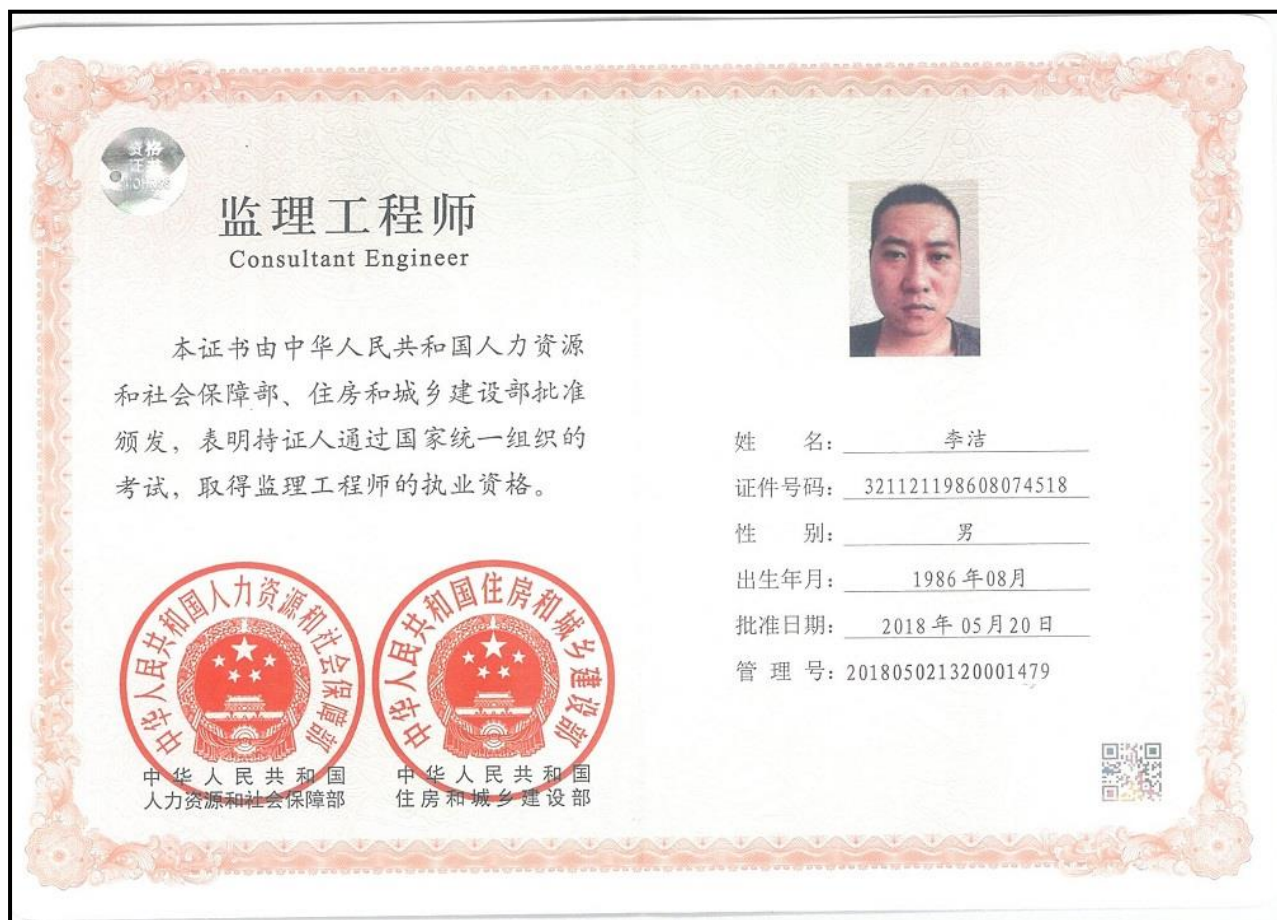 资格
证书
监理工程师
Consultant Engineer
本证书由中华人民共和国人力资源
和社会保障部、住房和城乡建设部批准
颁发，表明持证人通过国家统一组织的
考试，取得监理工程师的执业资格。
中华人民共和国人力资源和社会保障部
中华人民共和国
人力资源和社会保障部
中华人民共和国住房和城乡建设部
中华人民共和国
住房和城乡建设部
姓 名：李洁
证件号码：321121198608074518
性 别：男
出生年月：1986年08月
批准日期：2018年05月20日
管 理 号：201805021320001479